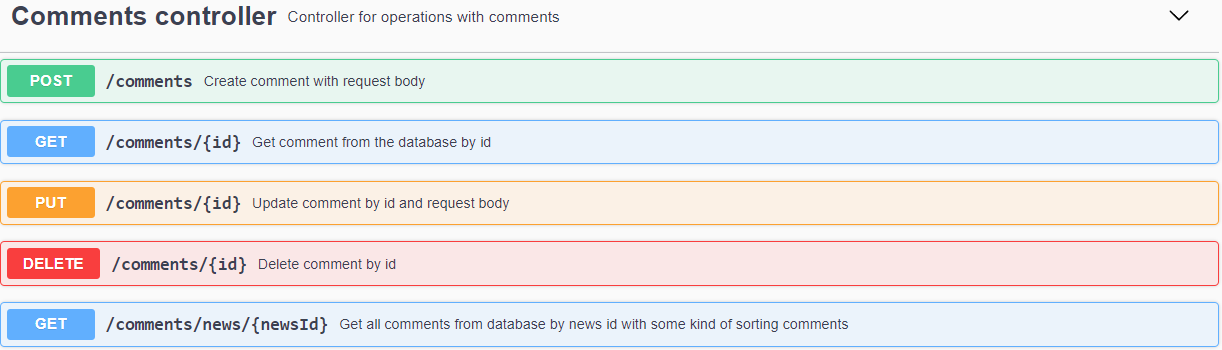 Comments controller Controller for operations with comments
POST /comments Create comment with request body
GET /comments/{id} Get comment from the database by id
PUT /comments/{id} Update comment by id and request body
DELETE /comments/{id} Delete comment by id
GET /comments/news/{newsId} Get all comments from database by news id with some kind of sorting comments